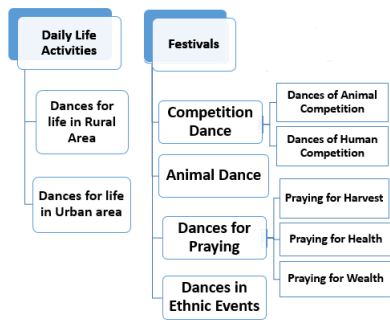 Daily Life
Activities
Dances for
life in Rural
Area
Dances for life
in Urban area
Festivals
Competition
Dance
Dances of Animal
Competition
Dances of Human
Competition
Animal Dance
Dances for
Praying
Praying for Harvest
Praying for Health
Praying for Wealth
Dances in
Ethnic Events